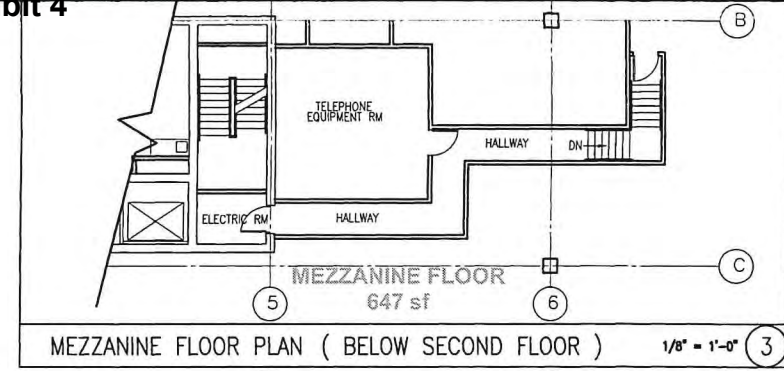 bit 4
B
TELEPHONE
EQUIPMENT RM
HALLWAY
DN
ELECTRIC RM
HALLWAY
MEZZANINE FLOOR
647 sf
C
5
6
MEZZANINE FLOOR PLAN ( BELOW SECOND FLOOR )
1/8" = 1'-0"
3